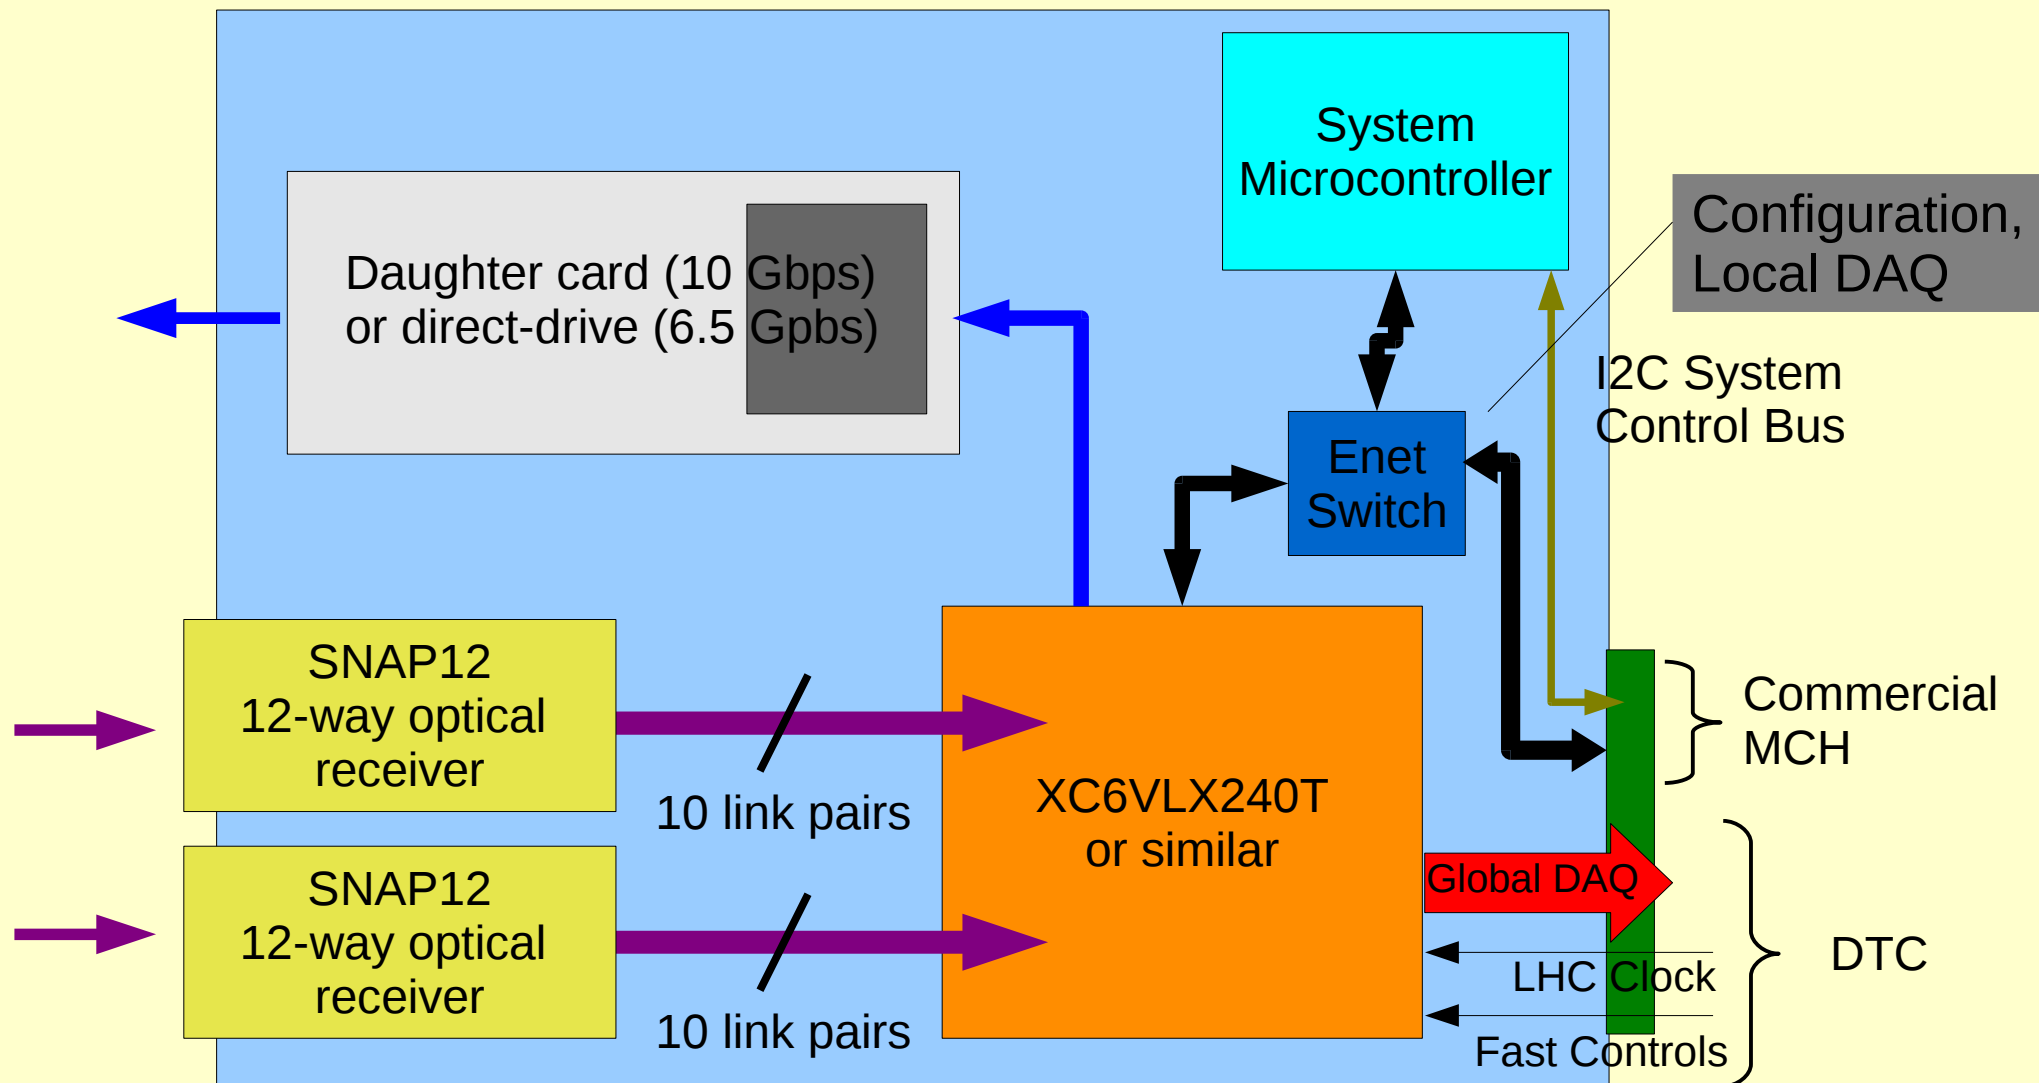 System
Microcontroller
Configuration,
Local DAQ
Daughter card (10 Gbps)
or direct-drive (6.5 Gpbs)
I2C System
Control Bus
Enet
Switch
SNAP12
12-way optical
receiver
10 link pairs
XC6VLX240T
or similar
Commercial
MCH
Global DAQ
SNAP12
12-way optical
receiver
10 link pairs
LHC Clock
Fast Controls
DTC